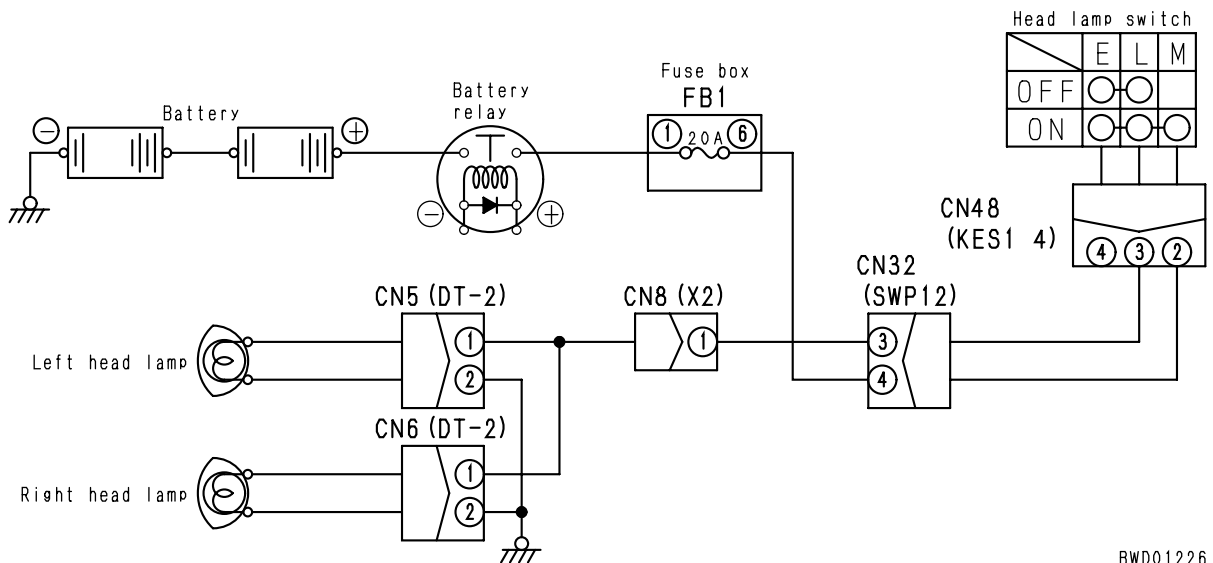 Head lamp switch
E L M
OFF
ON
Battery
⊖
⊕
Battery
relay
⊖
⊕
Fuse box
FB1
① 20A ⑥
CN48
(KES1 4)
④ ③ ②
CN32
(SWP12)
③
④
CN8 (X2)
①
CN5 (DT-2)
①
②
Left head lamp
CN6 (DT-2)
①
②
Right head lamp
BWD01226